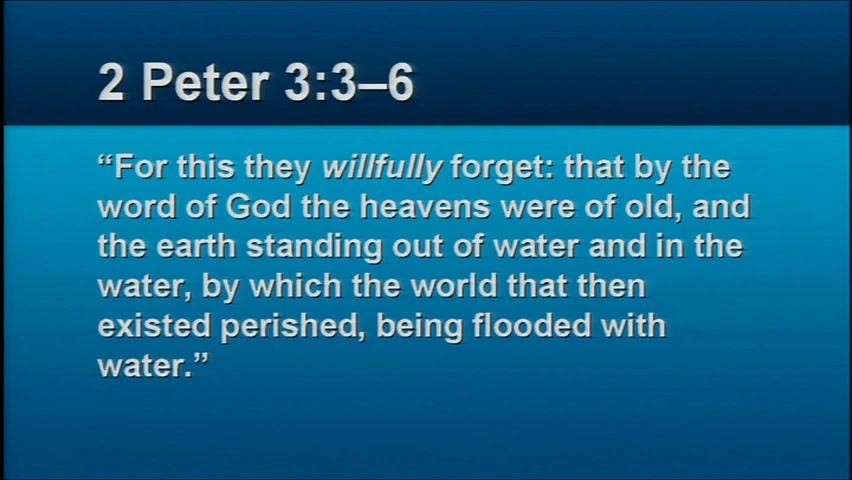 2 Peter 3:3–6
“For this they willfully forget: that by the
word of God the heavens were of old, and
the earth standing out of water and in the
water, by which the world that then
existed perished, being flooded with
water.”